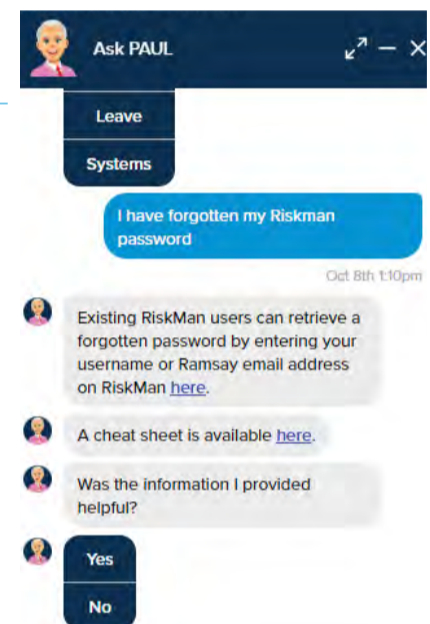 Ask PAUL
Leave
Systems
I have forgotten my Riskman
password
Oct 8th 1:10pm
Existing RiskMan users can retrieve a
forgotten password by entering your
username or Ramsay email address
on RiskMan here.
A cheat sheet is available here.
Was the information I provided
helpful?
Yes
No